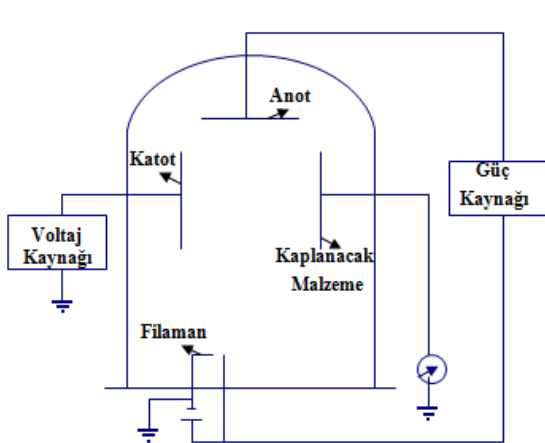 Anot
Katot
Güç
Kaynağı
Voltaj
Kaynağı
Kaplanacak
Malzeme
Filaman